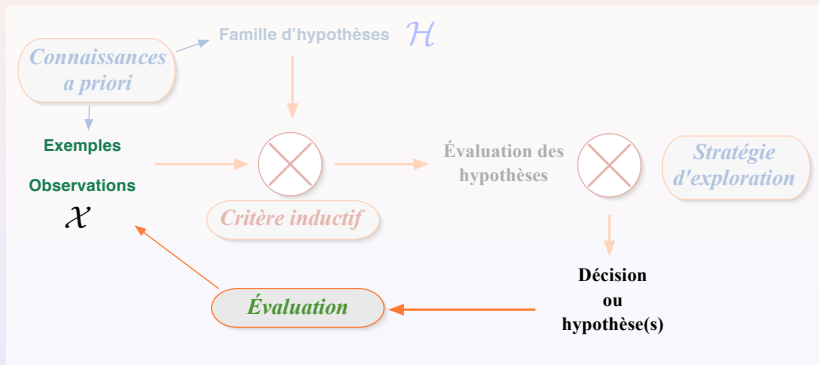 Famille d'hypothèses ℋ
Connaissances
a priori
Exemples
Observations
𝒳
Critère inductif
Évaluation des
hypothèses
Stratégie
d'exploration
Évaluation
Décision
ou
hypothèse(s)